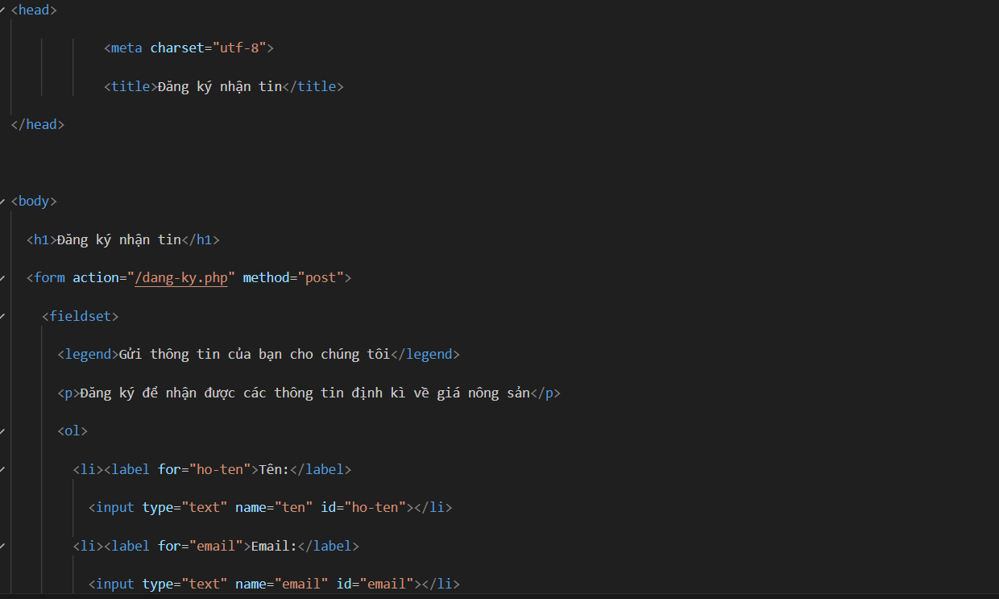 <head>
<meta charset="utf-8">
<title>Đăng ký nhận tin</title>
</head>
<body>
<h1>Đăng ký nhận tin</h1>
<form action="/dang-ky.php" method="post">
<fieldset>
<legend>Gửi thông tin của bạn cho chúng tôi</legend>
<p>Đăng ký để nhận được các thông tin định kì về giá nông sản</p>
<ol>
<li><label for="ho-ten">Tên:</label>
<input type="text" name="ten" id="ho-ten"></li>
<li><label for="email">Email:</label>
<input type="text" name="email" id="email"></li>